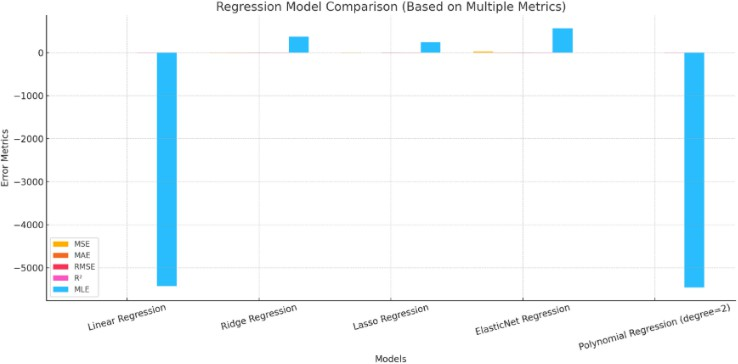 Regression Model Comparison (Based on Multiple Metrics)
0
−1000
−2000
−3000
−4000
−5000
Error Metrics
MSE
MAE
RMSE
R²
MLE
Linear Regression
Ridge Regression
Lasso Regression
ElasticNet Regression
Polynomial Regression (degree=2)
Models